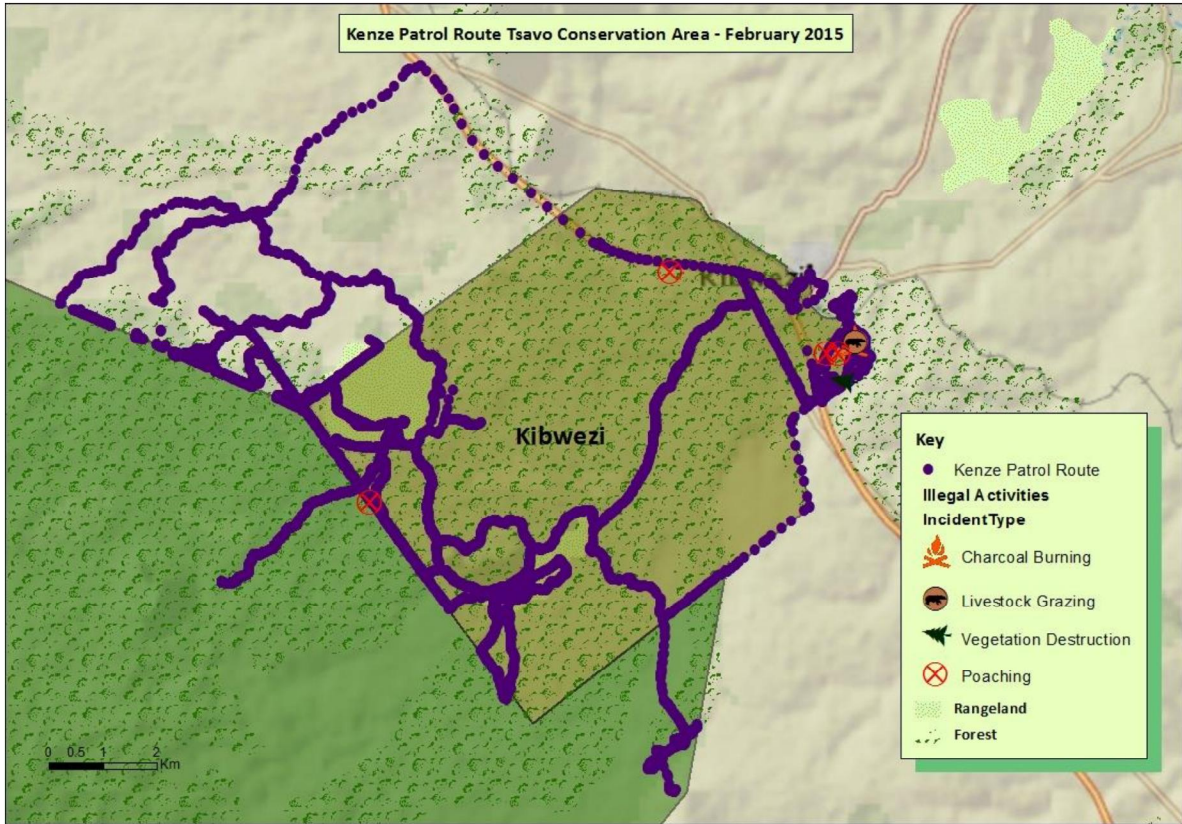 Kenze Patrol Route Tsavo Conservation Area - February 2015
Kibwezi
Key
Kenze Patrol Route
Illegal Activities
IncidentType
Charcoal Burning
Livestock Grazing
Vegetation Destruction
Poaching
Rangeland
Forest
0 0.5 1 2
Km